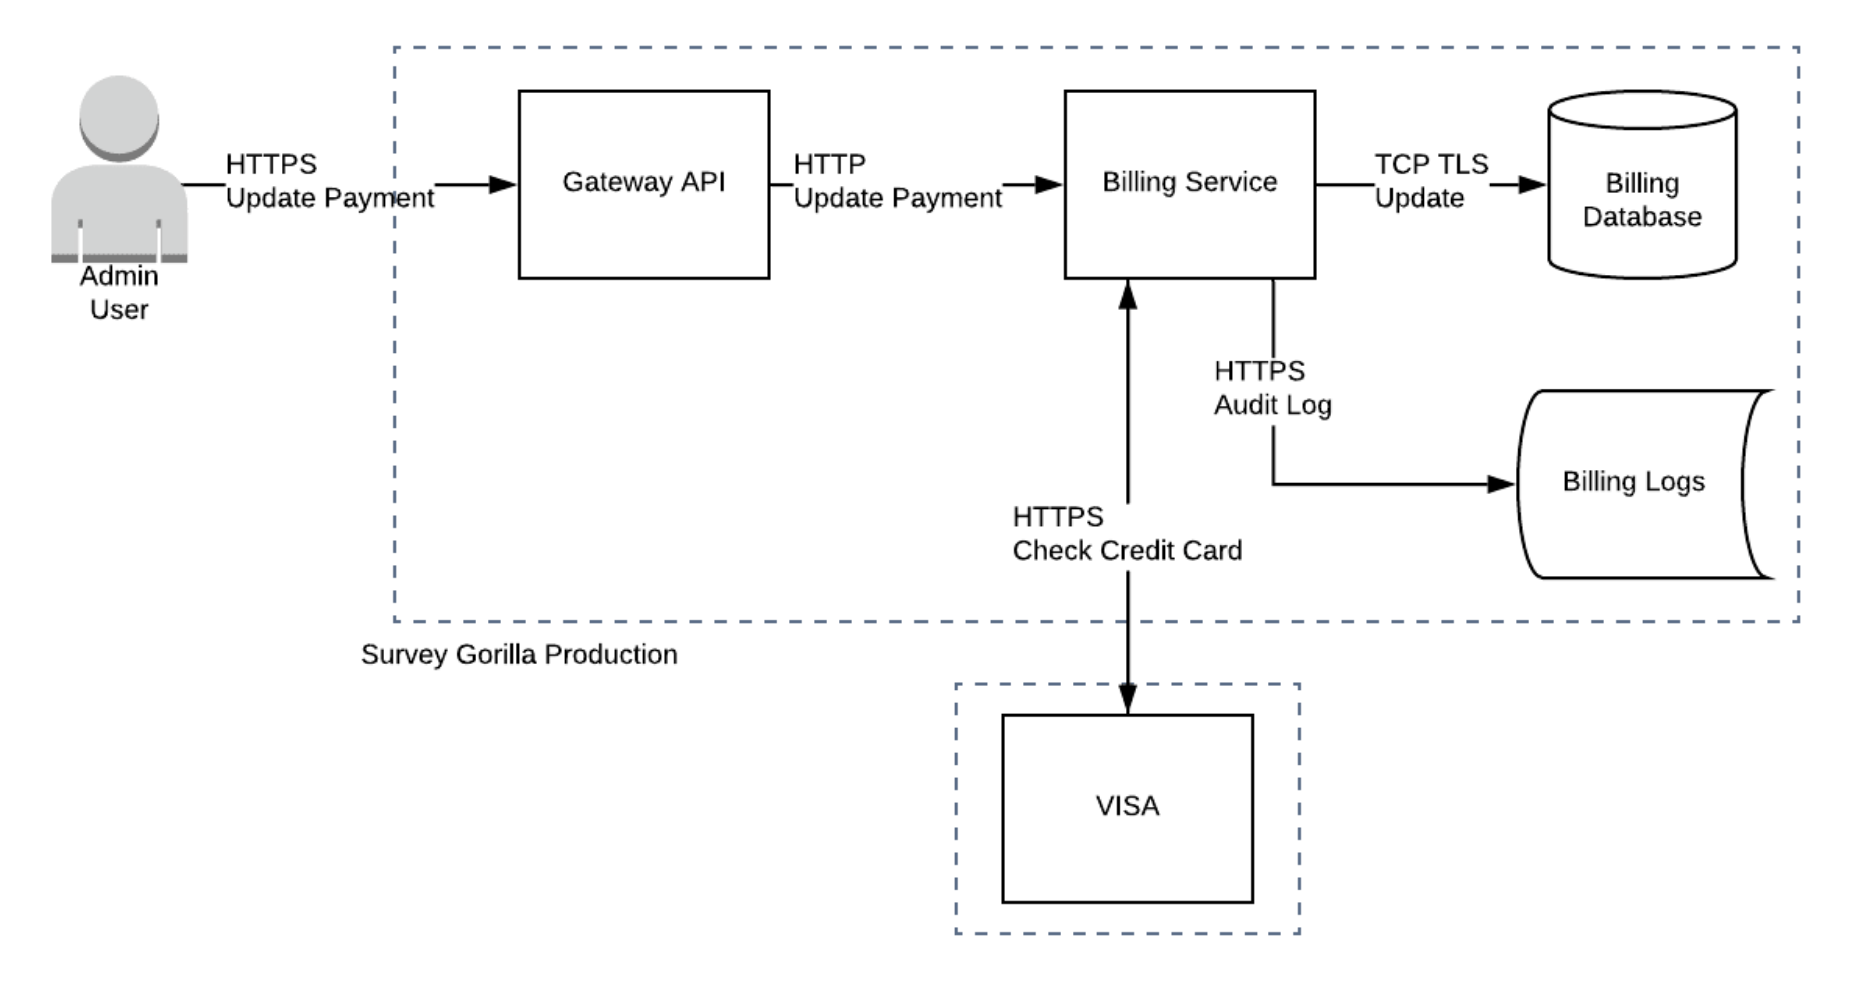 HTTPS
Update Payment
Admin
User
Gateway API
HTTP
Update Payment
Billing Service
TCP TLS
Update
Billing
Database
HTTPS
Audit Log
Billing Logs
HTTPS
Check Credit Card
Survey Gorilla Production
VISA